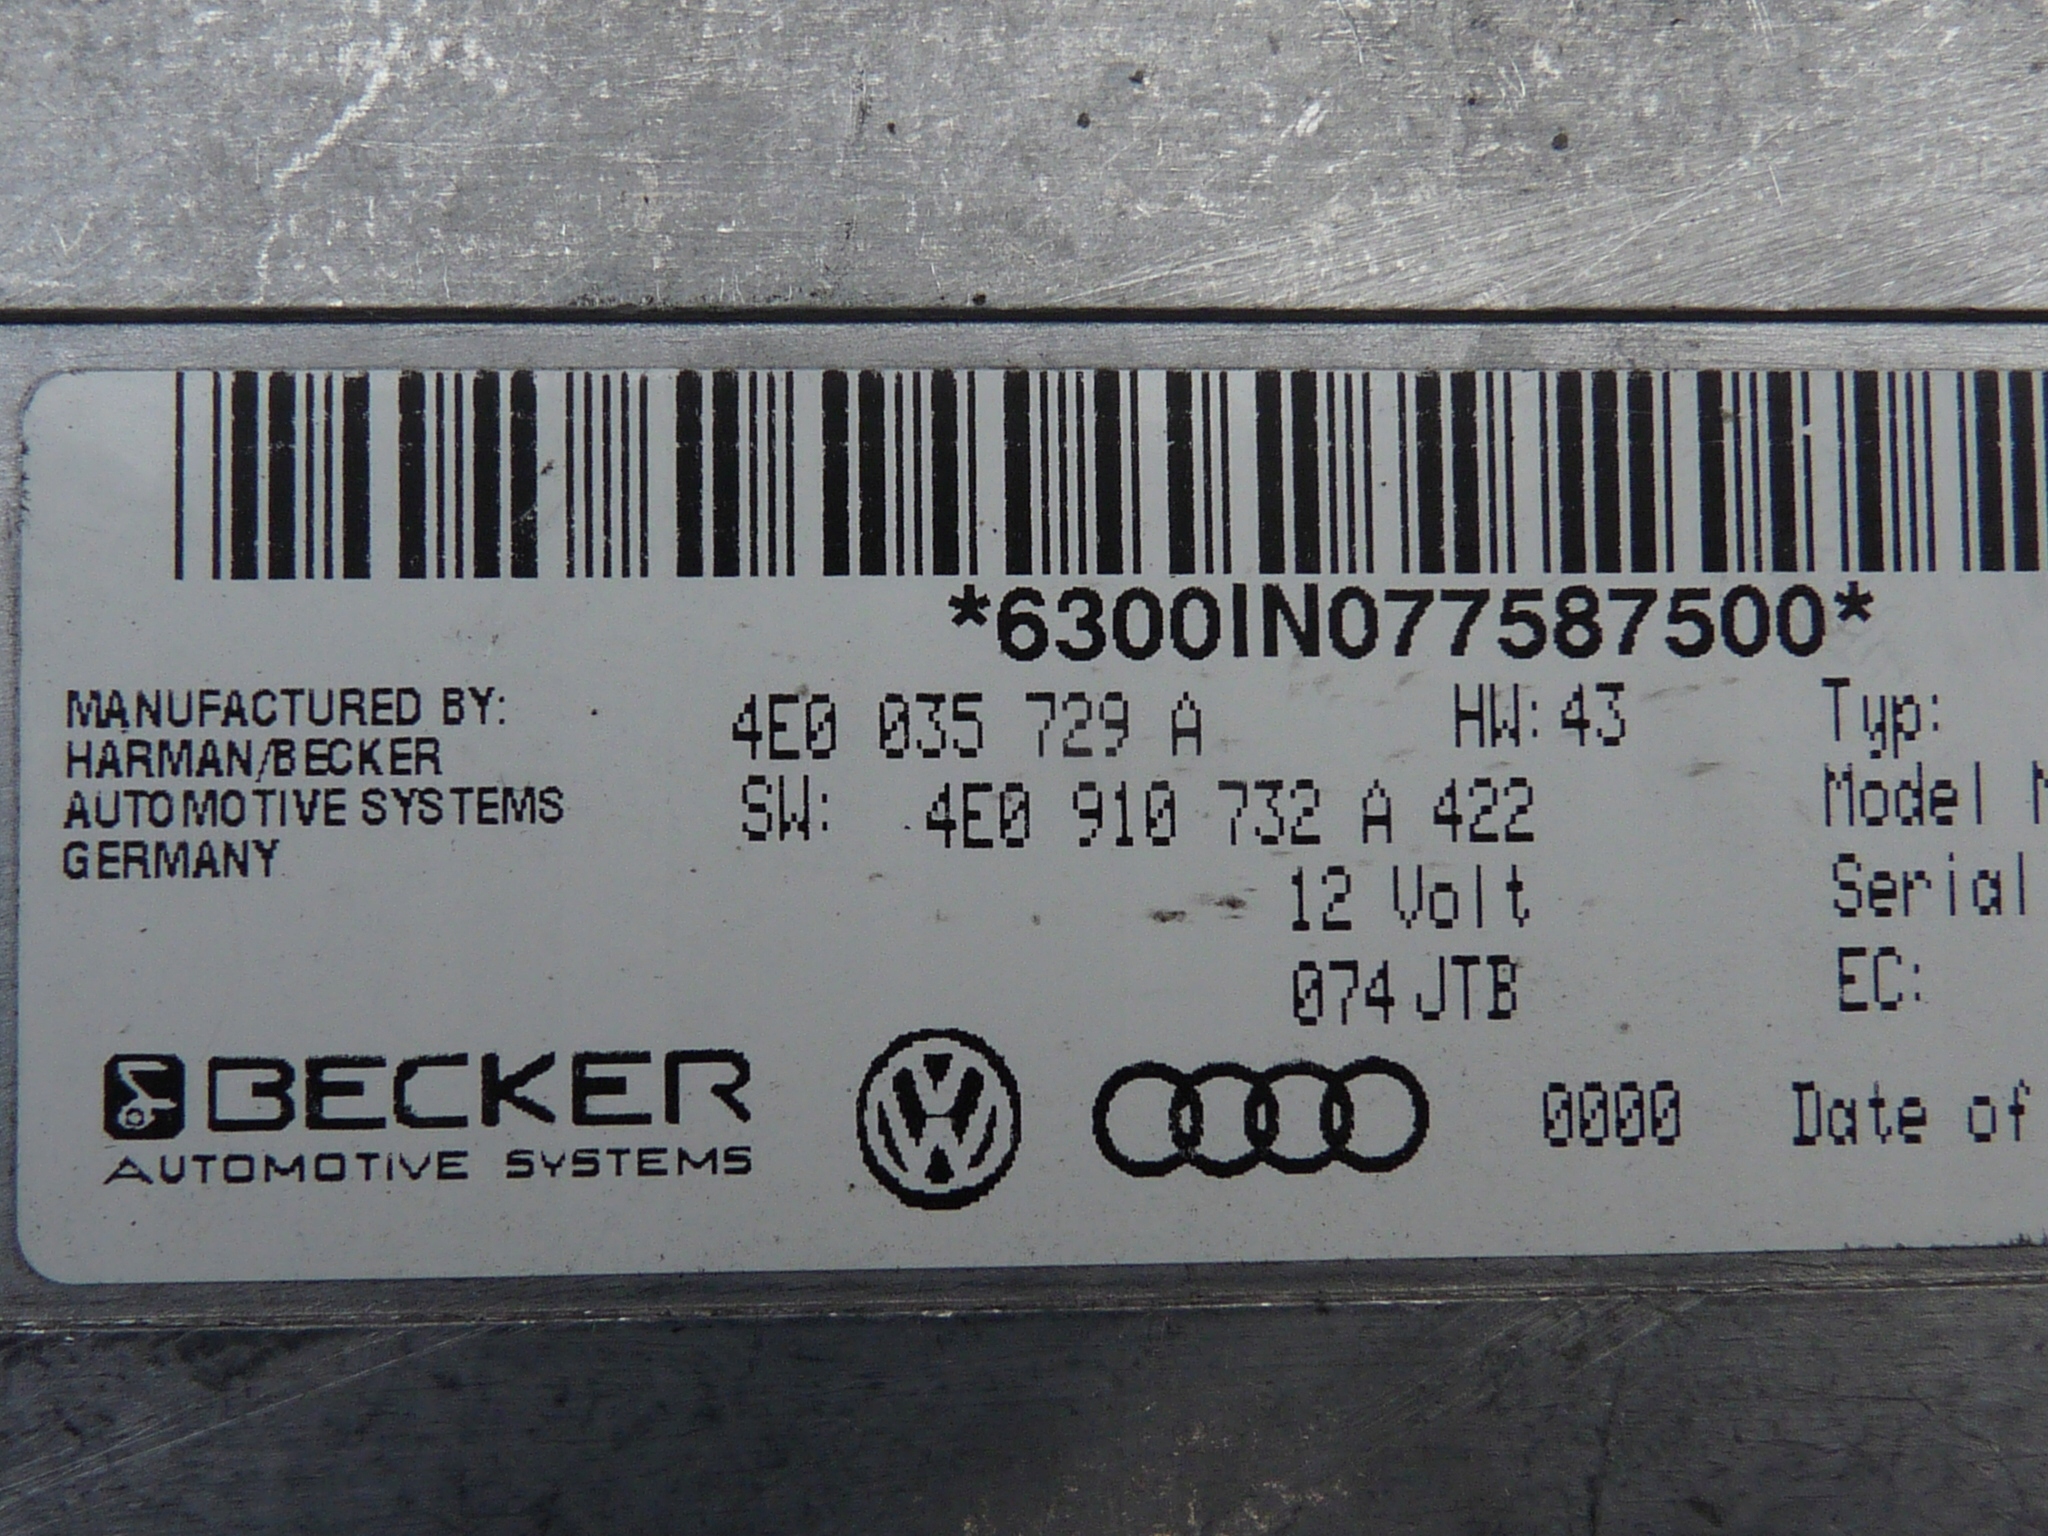 *6300IN077587500*
MANUFACTURED BY:
HARMAN/BECKER
AUTOMOTIVE SYSTEMS
GERMANY
4E0 035 729 A HW: 43
SW: 4E0 910 732 A 422
12 Volt
074 JTB
Typ:
Model
Serial
EC:
BECKER
AUTOMOTIVE SYSTEMS
0000 Date of